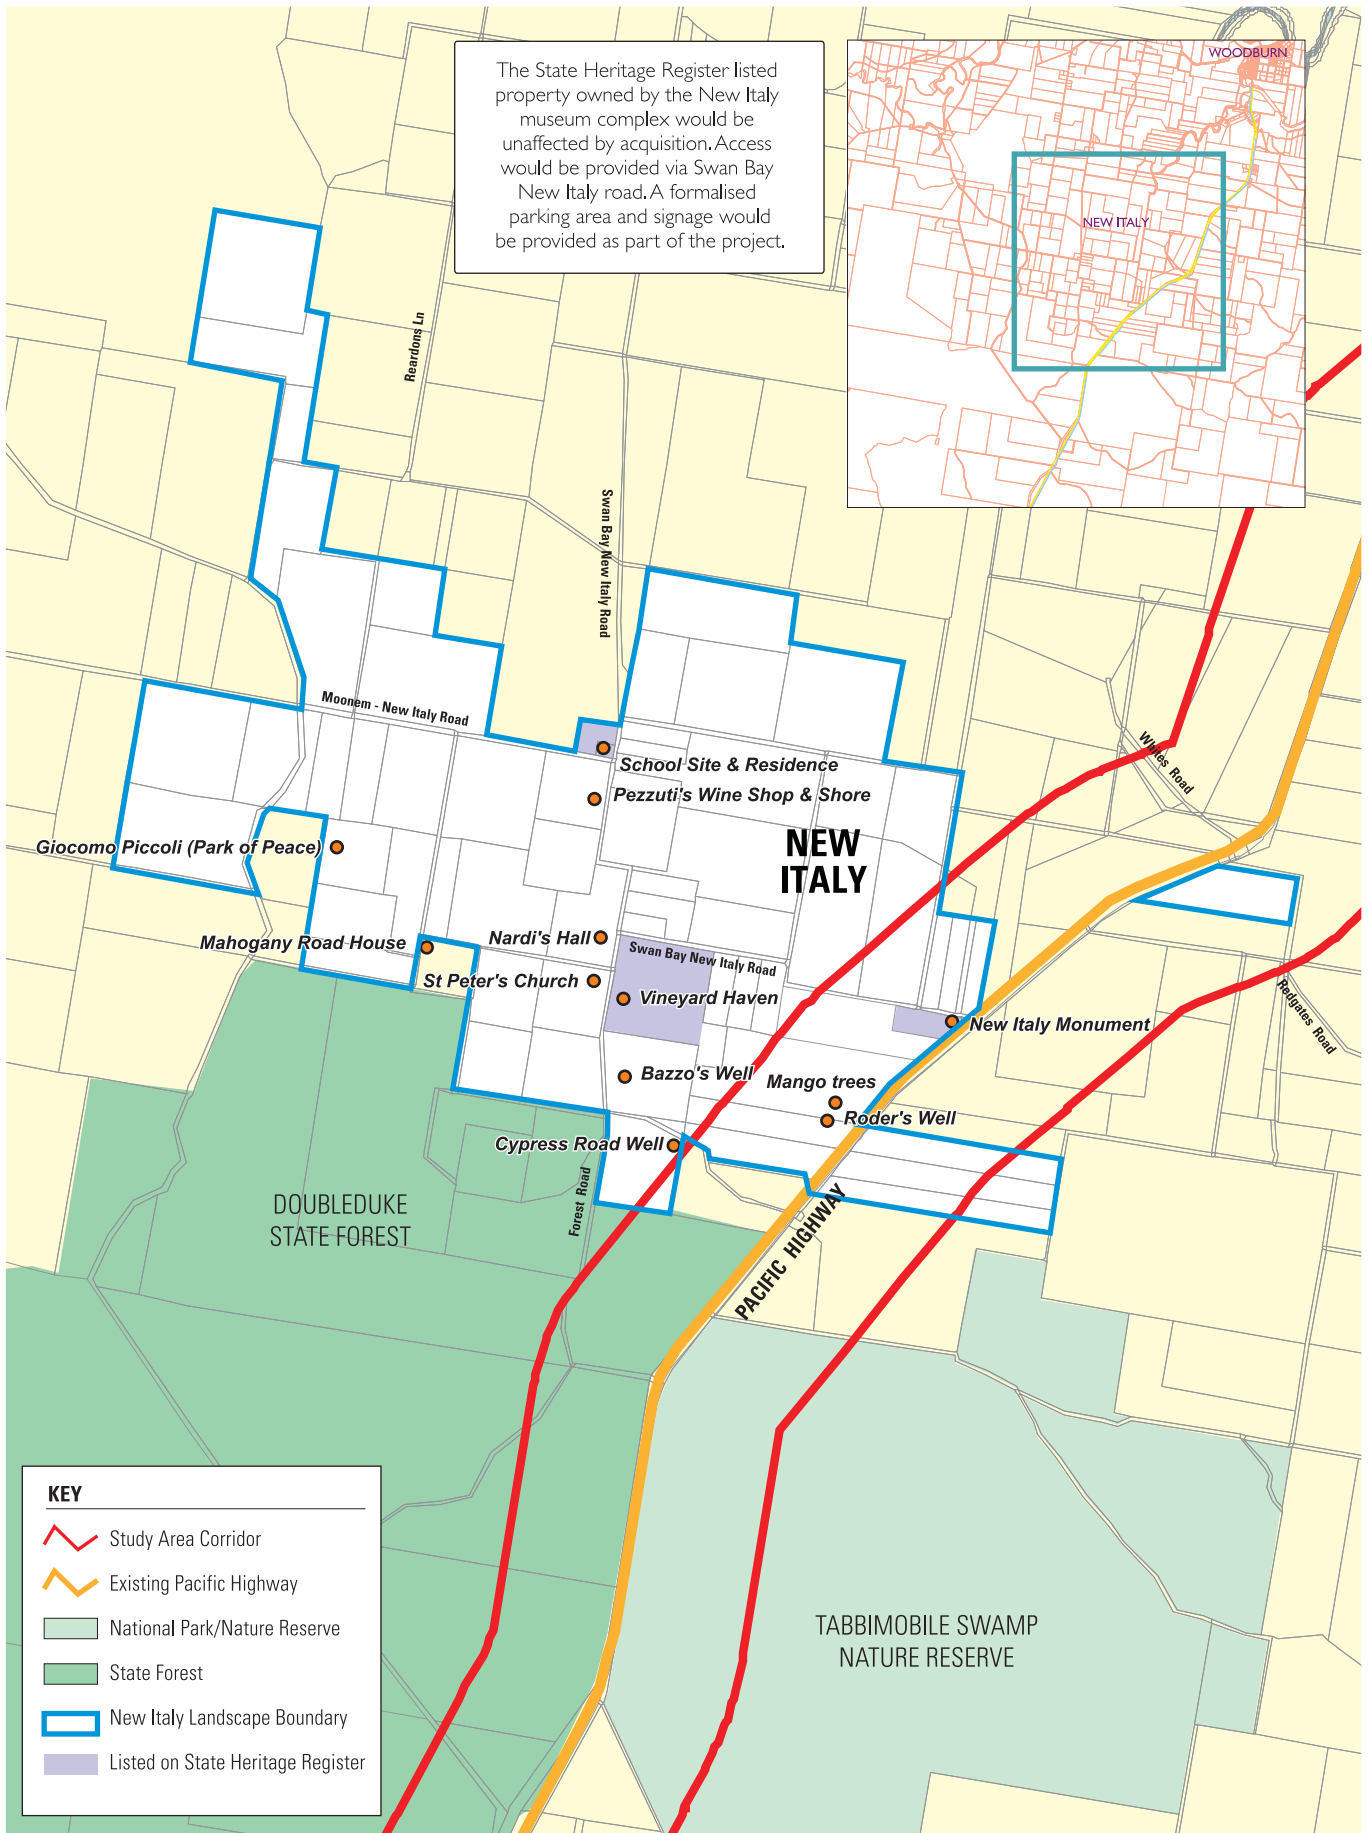 The State Heritage Register listed
property owned by the New Italy
museum complex would be
unaffected by acquisition. Access
would be provided via Swan Bay
New Italy road. A formalised
parking area and signage would
be provided as part of the project.
WOODBURN
NEW ITALY
Reardons Ln
Swan Bay New Italy Road
Moonem - New Italy Road
School Site & Residence
Pezzuti's Wine Shop & Shore
Whites Road
NEW
ITALY
Giocomo Piccoli (Park of Peace)
Mahogany Road House
Nardi's Hall
Swan Bay New Italy Road
St Peter's Church
Vineyard Haven
New Italy Monument
Redgates Road
Bazzo's Well
Mango trees
Roder's Well
Cypress Road Well
Forest Road
DOUBLEDUKE
STATE FOREST
PACIFIC HIGHWAY
KEY
Study Area Corridor
Existing Pacific Highway
National Park/Nature Reserve
State Forest
New Italy Landscape Boundary
Listed on State Heritage Register
TABBIMOBILE SWAMP
NATURE RESERVE